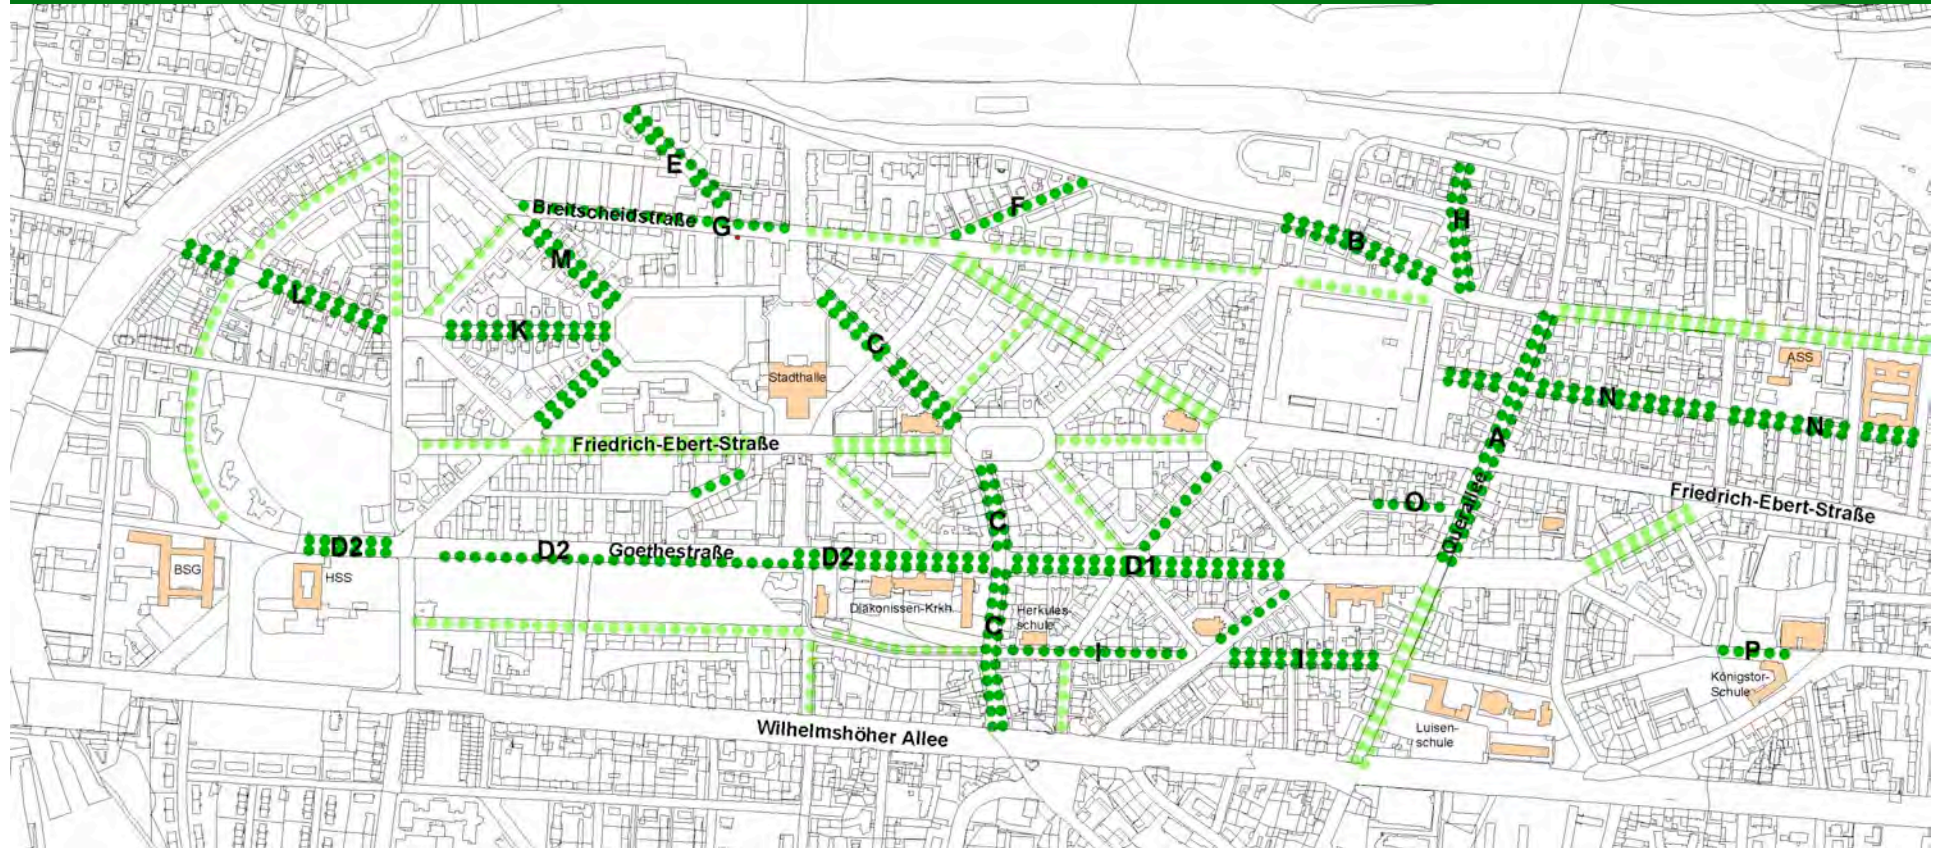 E
Breitscheidstraße
G
F
H
B
M
L
K
C
Stadthalle
ASS
N
N
A
Friedrich-Ebert-Straße
Querallee
O
Friedrich-Ebert-Straße
C
D2
D2
Goethestraße
D2
D1
BSG
HSS
Diakonissen-Krkh.
Herkules-
schule
C
I
I
P
Königstor-
Schule
Wilhelmshöher Allee
Luisen-
schule